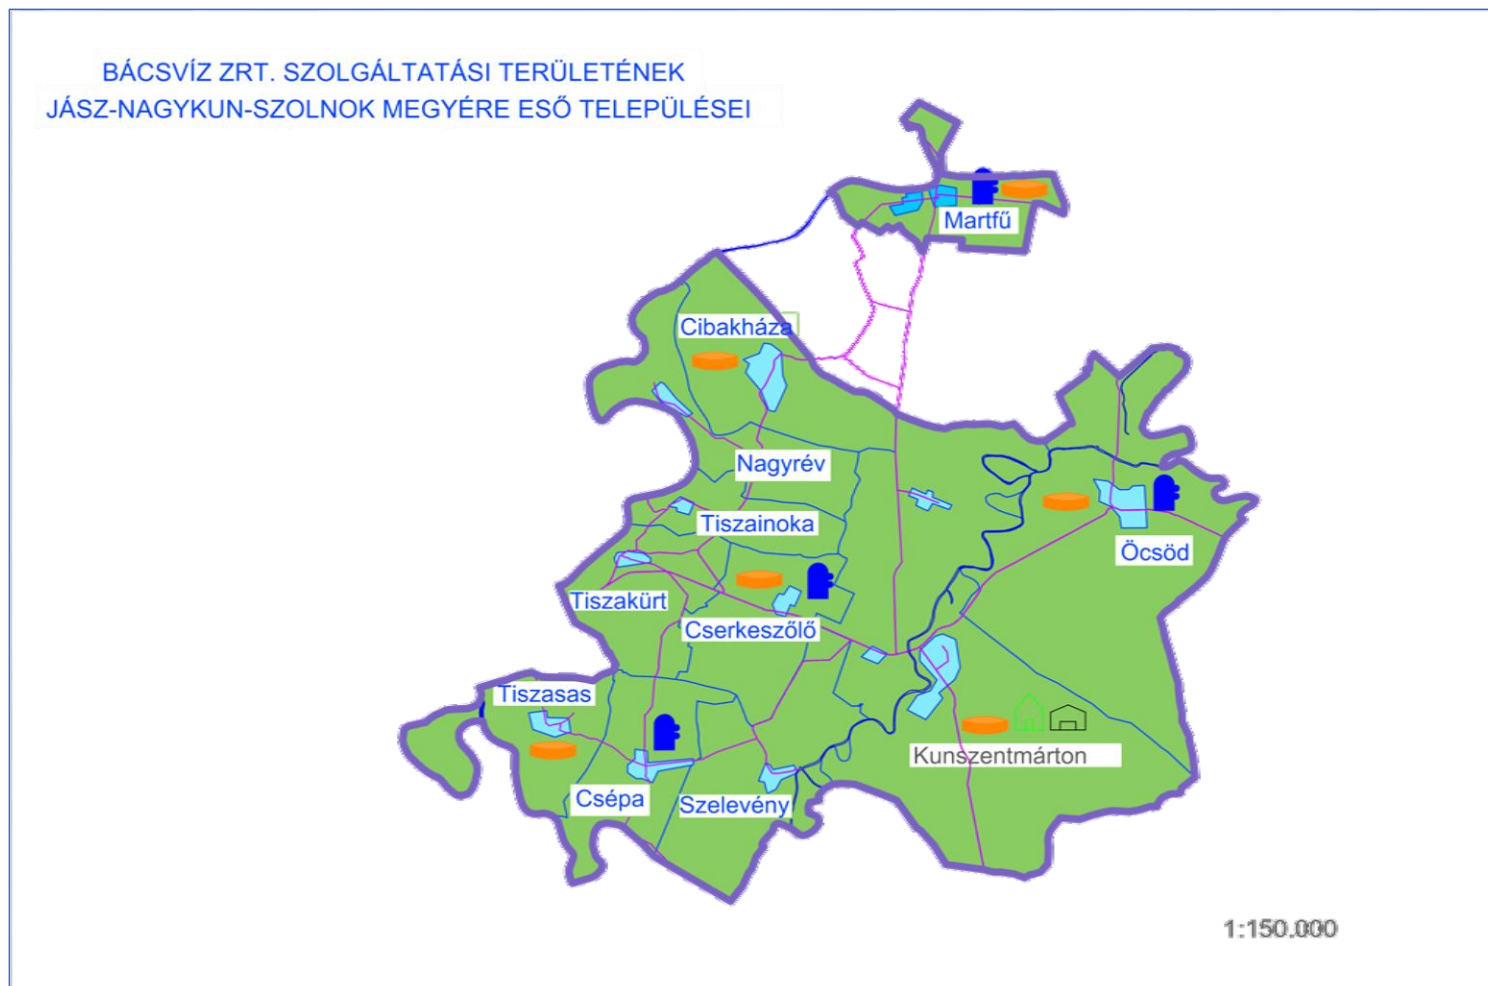 BÁCSVÍZ ZRT. SZOLGÁLTATÁSI TERÜLETÉNEK
JÁSZ-NAGYKUN-SZOLNOK MEGYÉRE ESŐ TELEPÜLÉSEI
Martfű
Cibakháza
Nagyrév
Tiszainoka
Öcsöd
Tiszakürt
Cserkeszőlő
Tiszasas
Kunszentmárton
Csépa
Szelevény
1:150.000